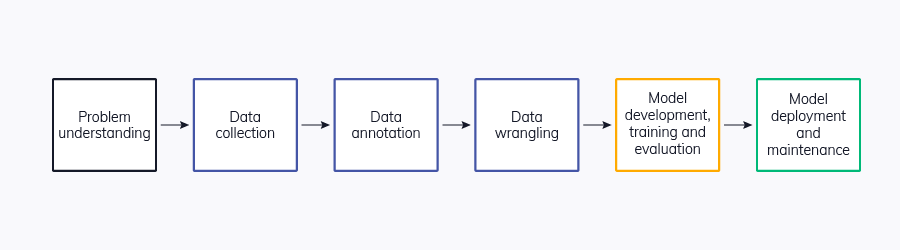 Problem
understanding
Data
collection
Data
annotation
Data
wrangling
Model
development,
training and
evaluation
Model
deployment
and
maintenance